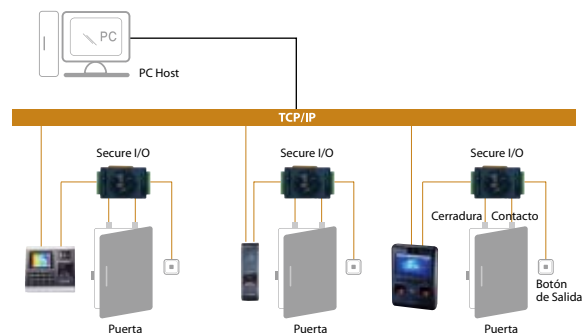 PC
PC Host
TCP/IP
Secure I/O
Secure I/O
Secure I/O
Cerradura
Contacto
Botón
de Salida
Puerta
Puerta
Puerta